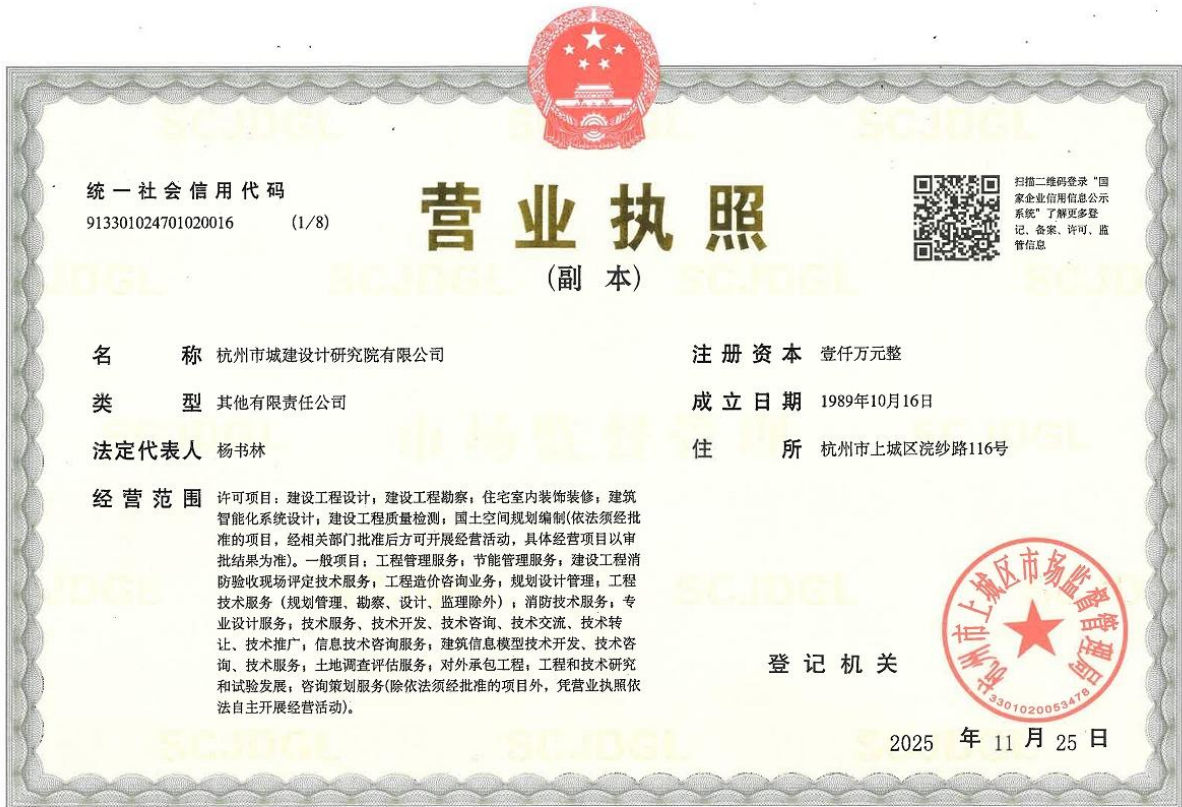 统一社会信用代码
913301024701020016 (1/8)
营业执照
(副 本)
扫描二维码登录“国
家企业信用信息公示
系统”了解更多登
记、备案、许可、监
管信息
名 称 杭州市城建设计研究院有限公司
类 型 其他有限责任公司
法定代表人 杨书林
经营范围 许可项目：建设工程设计；建设工程勘察；住宅室内装饰装修；建筑
智能化系统设计；建设工程质量检测；国土空间规划编制(依法须经批
准的项目，经相关部门批准后方可开展经营活动，具体经营项目以审
批结果为准)。一般项目：工程管理服务；节能管理服务；建设工程消
防验收现场评定技术服务；工程造价咨询业务；规划设计管理；工程
技术服务（规划管理、勘察、设计、监理除外）；消防技术服务；专
业设计服务；技术服务、技术开发、技术咨询、技术交流、技术转
让、技术推广；信息技术咨询服务；建筑信息模型技术开发、技术咨
询、技术服务；土地调查评估服务；对外承包工程；工程和技术研究
和试验发展；咨询策划服务(除依法须经批准的项目外，凭营业执照依
法自主开展经营活动)。
注册资本 壹仟万元整
成立日期 1989年10月16日
住 所 杭州市上城区浣纱路116号
登记机关
杭州市上城区市场监督管理局
3301020053476
2025 年 11 月 25 日
SCJDGL
市场监督管理